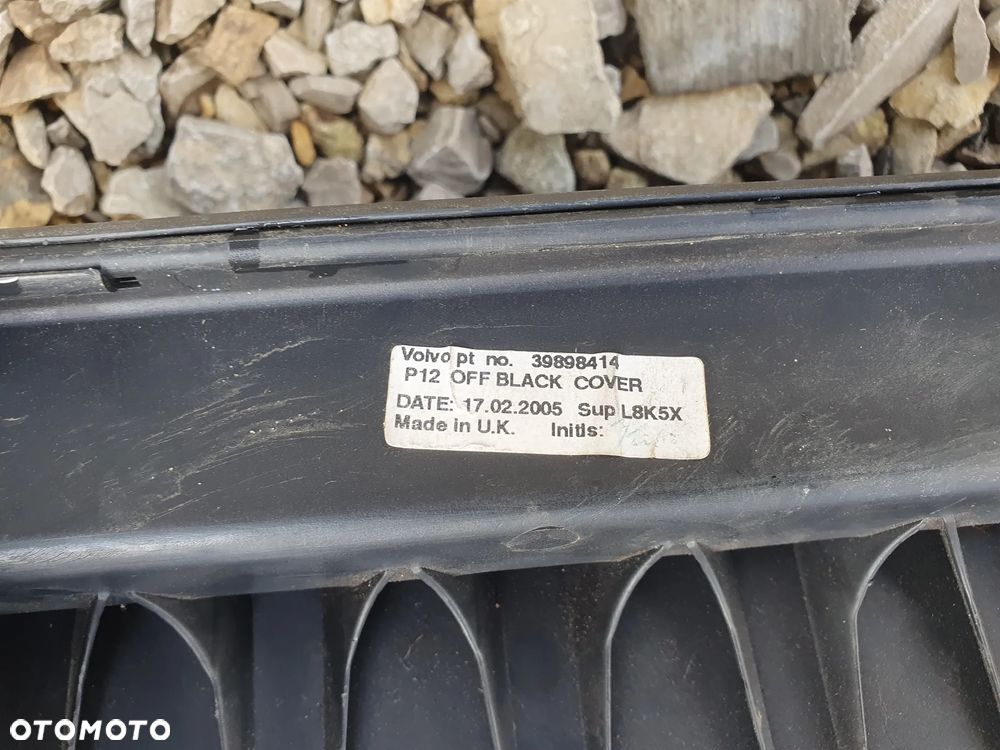 Volvo pt no. 39898414
P12 OFF BLACK COVER
DATE: 17.02.2005 Sup L8K5X
Made in U.K. Initls:
OTOMOTO